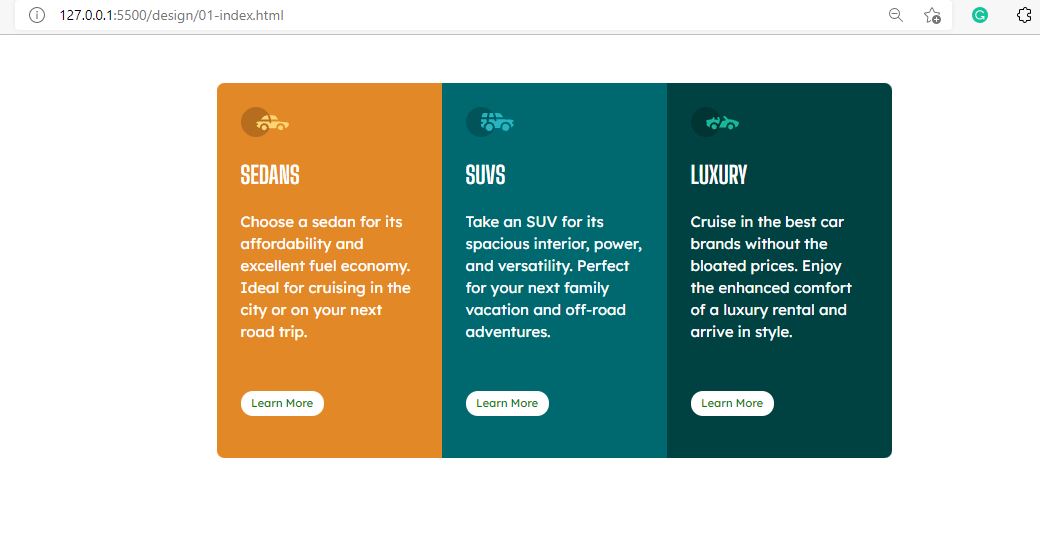 127.0.0.1:5500/design/01-index.html
SEDANS
Choose a sedan for its
affordability and
excellent fuel economy.
Ideal for cruising in the
city or on your next
road trip.
Learn More
SUVS
Take an SUV for its
spacious interior, power,
and versatility. Perfect
for your next family
vacation and off-road
adventures.
Learn More
LUXURY
Cruise in the best car
brands without the
bloated prices. Enjoy
the enhanced comfort
of a luxury rental and
arrive in style.
Learn More